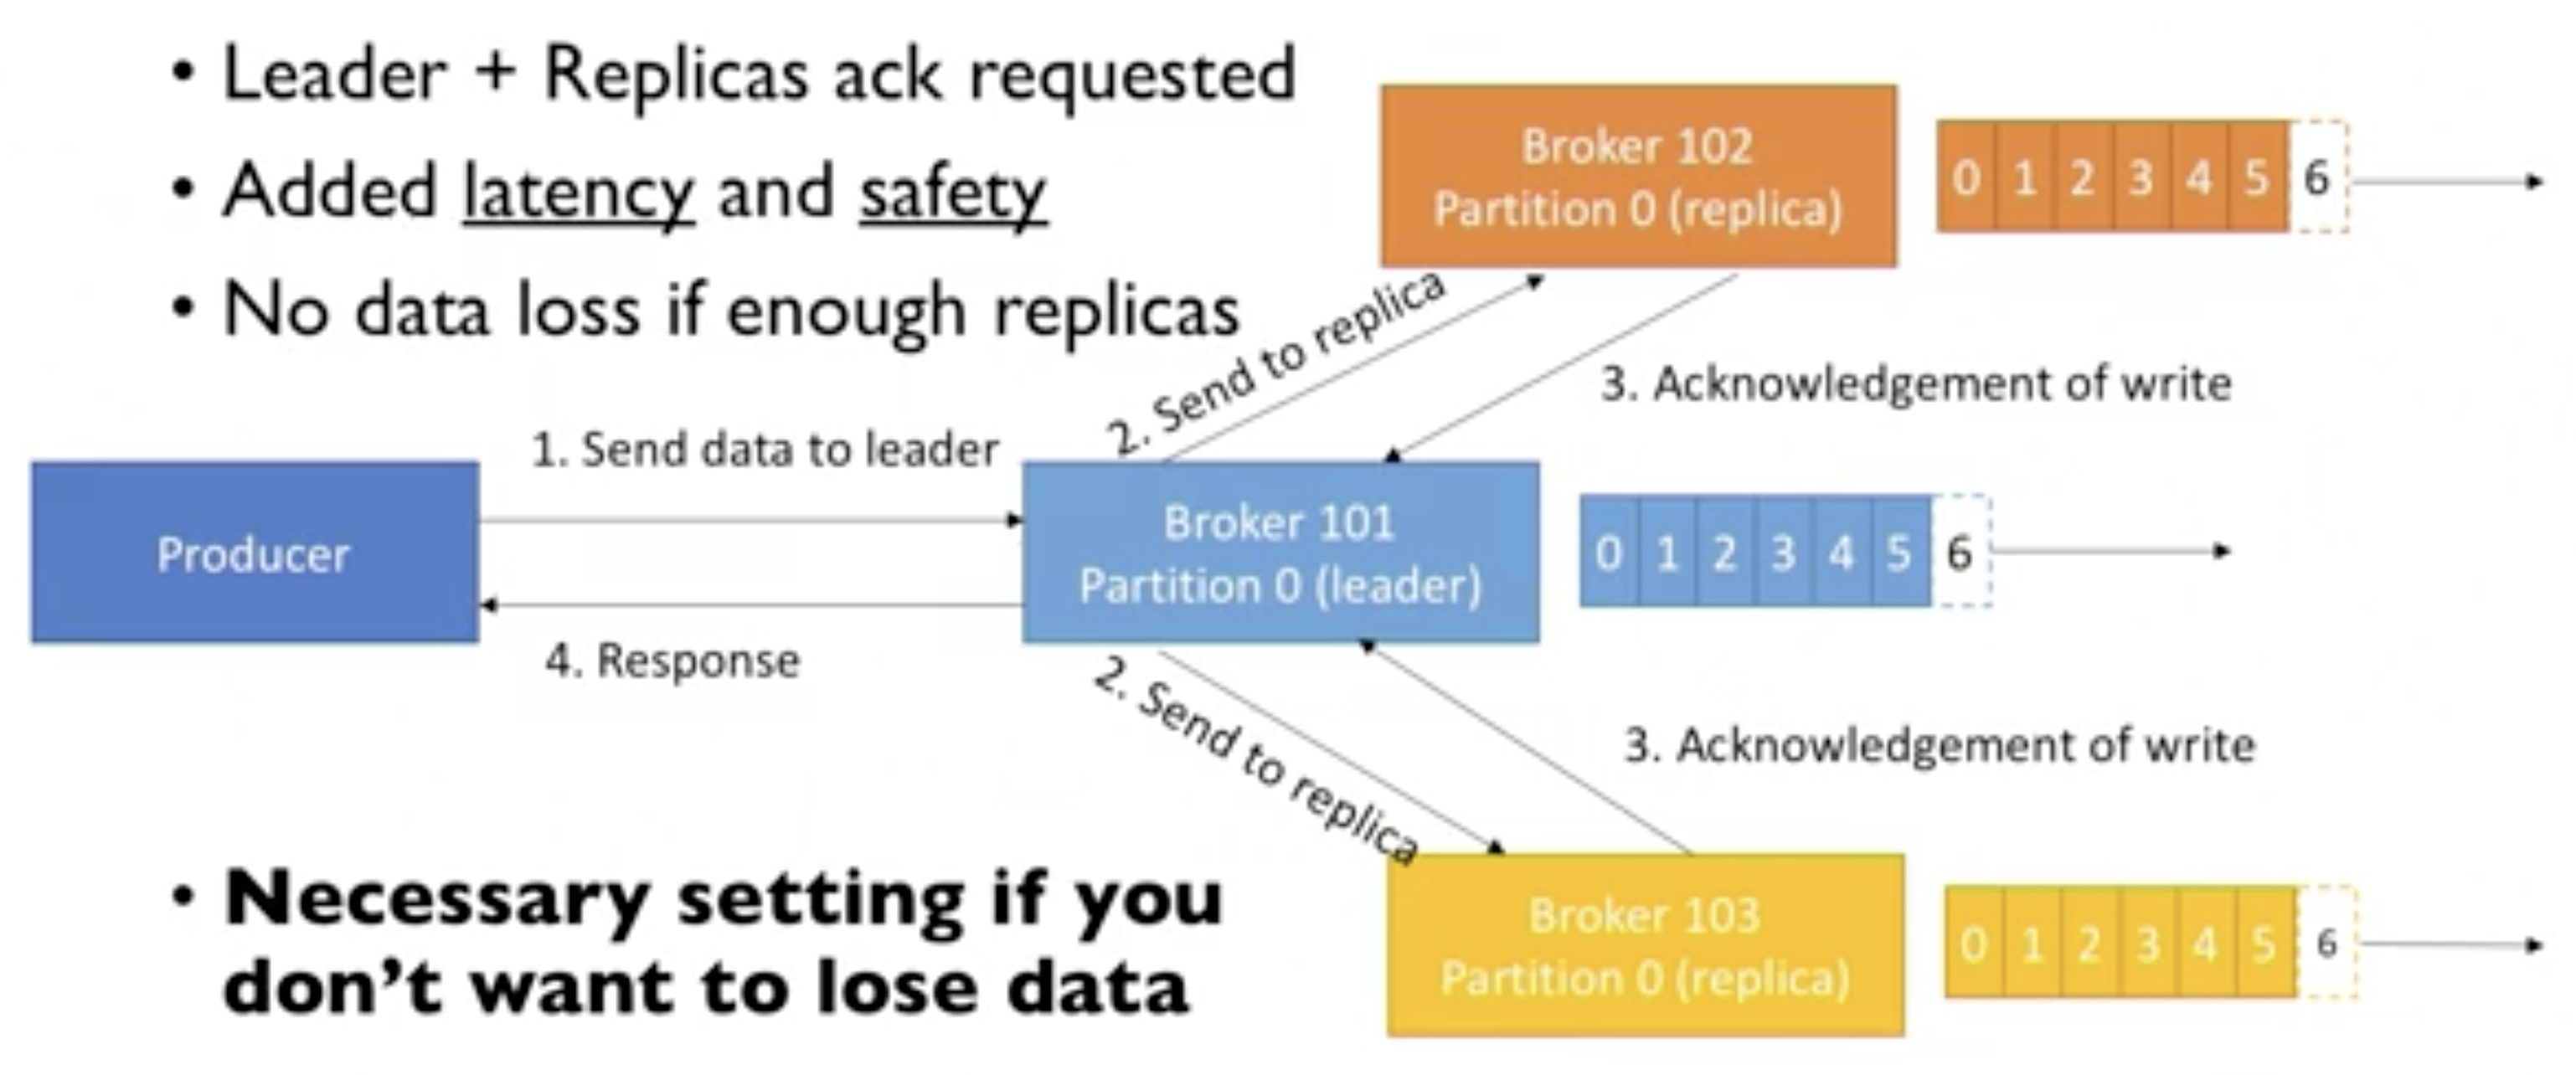 • Leader + Replicas ack requested
• Added latency and safety
• No data loss if enough replicas
Broker 102
Partition 0 (replica)
0 1 2 3 4 5 6
2. Send to replica
3. Acknowledgement of write
1. Send data to leader
Producer
Broker 101
Partition 0 (leader)
0 1 2 3 4 5 6
4. Response
2. Send to replica
3. Acknowledgement of write
• Necessary setting if you
don't want to lose data
Broker 103
Partition 0 (replica)
0 1 2 3 4 5 6